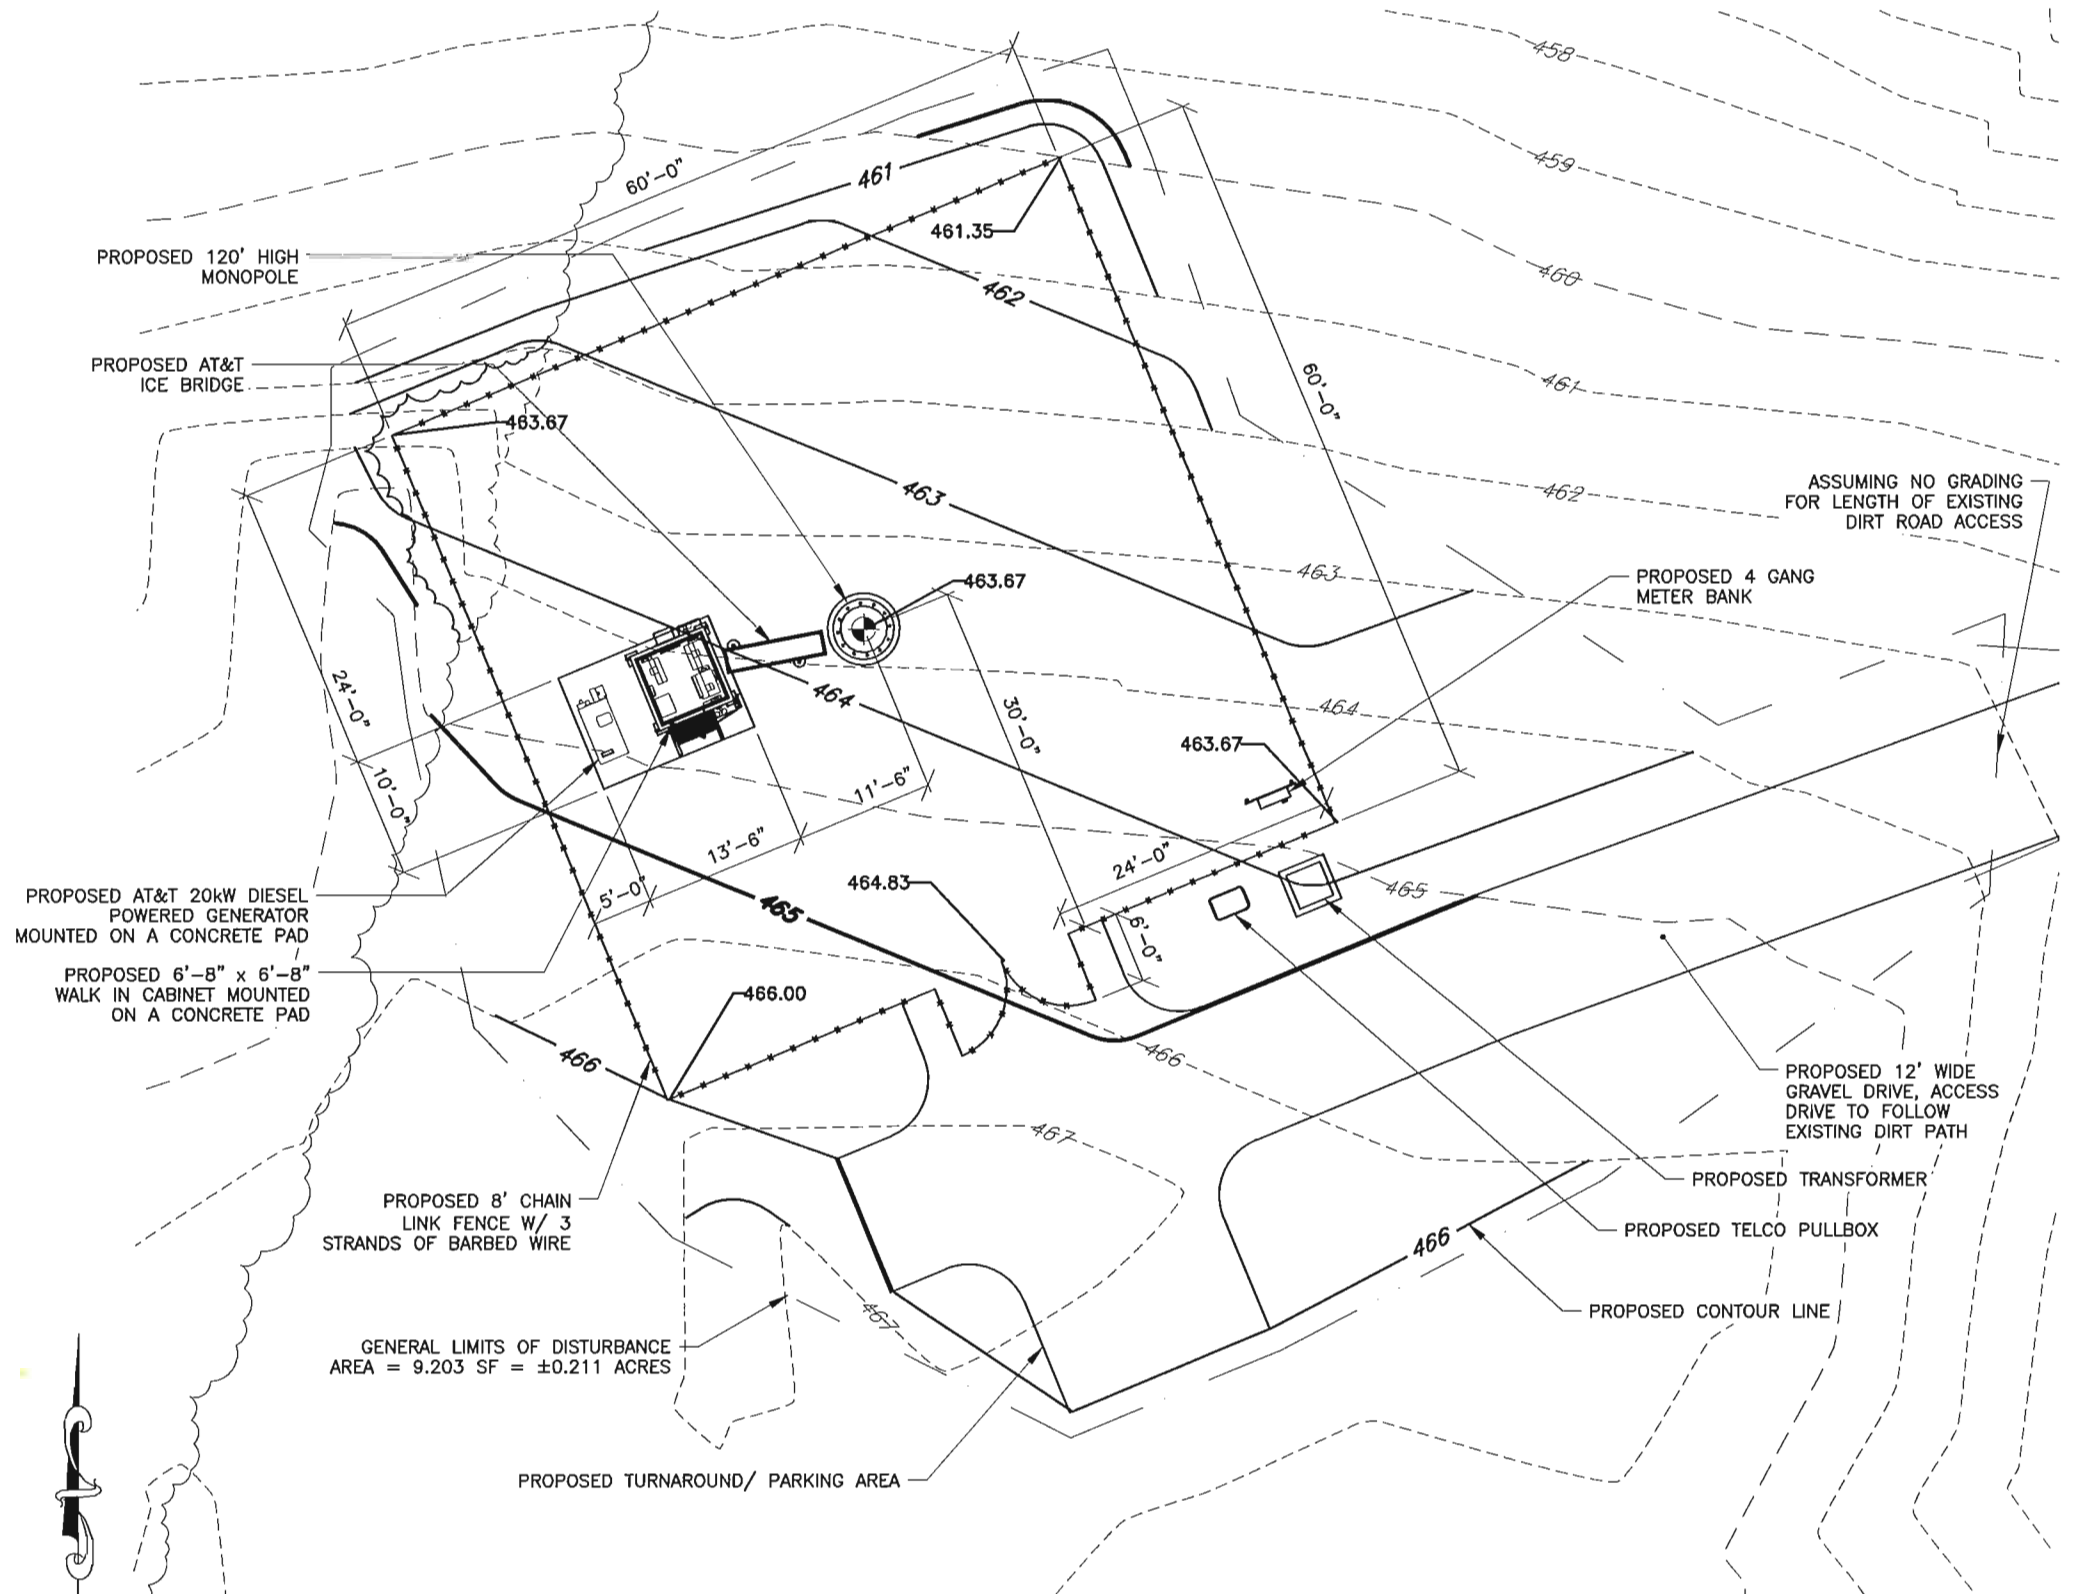 458
459
460
461
462
463
464
465
466
467
467
461
462
463
464
465
466
466
60'-0"
60'-0"
461.35
PROPOSED 120' HIGH
MONOPOLE
PROPOSED AT&T
ICE BRIDGE
463.67
463.67
463.67
464.83
466.00
24'-0"
10'-0"
30'-0"
11'-6"
13'-6"
5'-0"
24'-0"
6'-0"
ASSUMING NO GRADING
FOR LENGTH OF EXISTING
DIRT ROAD ACCESS
PROPOSED 4 GANG
METER BANK
PROPOSED AT&T 20kW DIESEL
POWERED GENERATOR
MOUNTED ON A CONCRETE PAD
PROPOSED 6'-8" x 6'-8"
WALK IN CABINET MOUNTED
ON A CONCRETE PAD
PROPOSED 12' WIDE
GRAVEL DRIVE, ACCESS
DRIVE TO FOLLOW
EXISTING DIRT PATH
PROPOSED TRANSFORMER
PROPOSED TELCO PULLBOX
PROPOSED CONTOUR LINE
PROPOSED 8' CHAIN
LINK FENCE W/ 3
STRANDS OF BARBED WIRE
GENERAL LIMITS OF DISTURBANCE
AREA = 9.203 SF = ±0.211 ACRES
PROPOSED TURNAROUND/ PARKING AREA